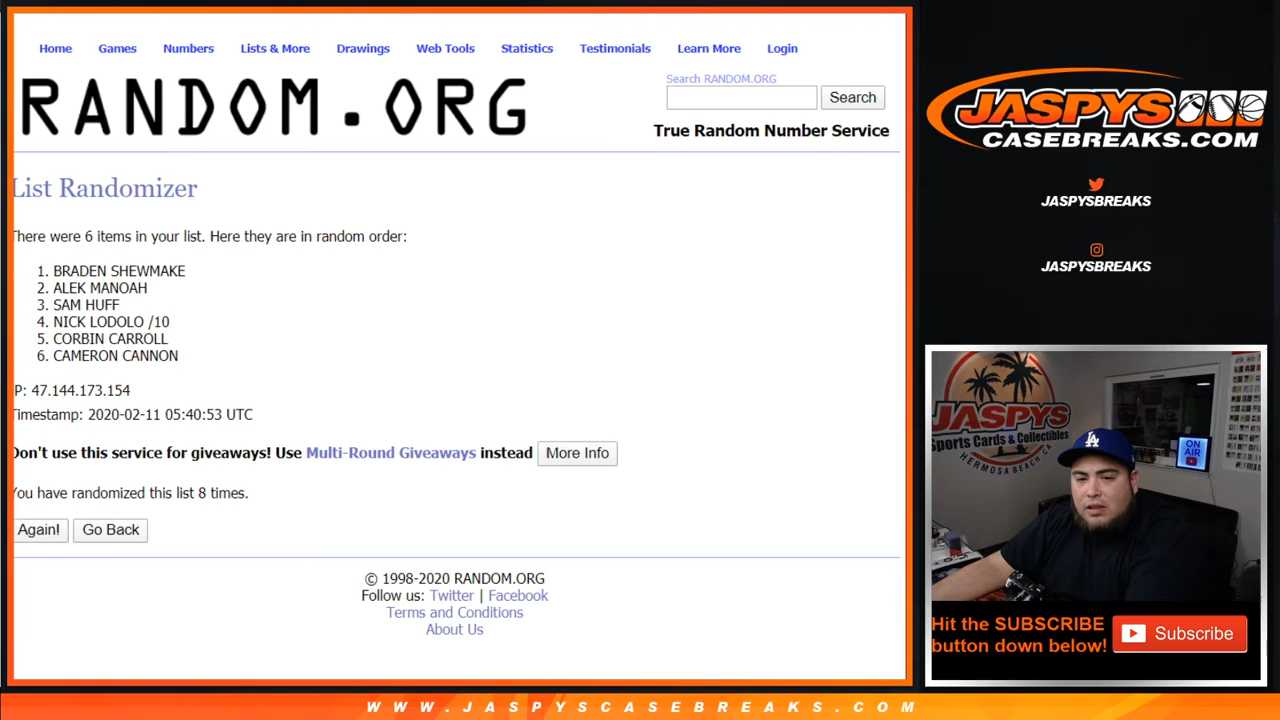 Home Games Numbers Lists & More Drawings Web Tools Statistics Testimonials Learn More Login
RANDOM.ORG
Search RANDOM.ORG
Search
True Random Number Service
List Randomizer
There were 6 items in your list. Here they are in random order:
1. BRADEN SHEWMAKE
2. ALEK MANOAH
3. SAM HUFF
4. NICK LODOLO /10
5. CORBIN CARROLL
6. CAMERON CANNON
IP: 47.144.173.154
Timestamp: 2020-02-11 05:40:53 UTC
Don't use this service for giveaways! Use Multi-Round Giveaways instead More Info
You have randomized this list 8 times.
Again! Go Back
© 1998-2020 RANDOM.ORG
Follow us: Twitter | Facebook
Terms and Conditions
About Us
JASPYS
CASEBREAKS.COM
JASPYSBREAKS
JASPYSBREAKS
JASPYS
Sports Cards & Collectibles
HERMOSA BEACH CA
ON
AIR
LA
Hit the SUBSCRIBE
button down below!
Subscribe
WWW.JASPYSCASEBREAKS.COM